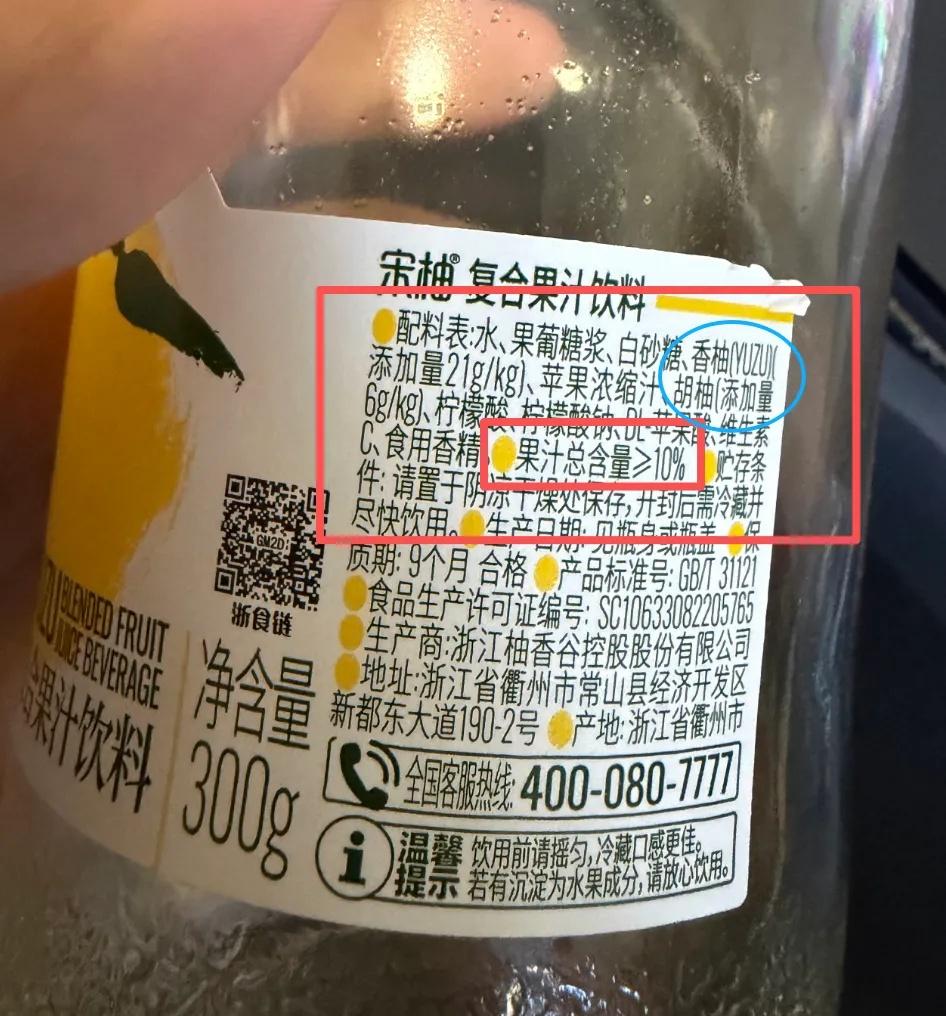 宋柚® 复合果汁饮料
配料表:水、果葡糖浆、白砂糖、香柚(YUZU)(
添加量21g/kg)、苹果浓缩汁、胡柚(添加量
6g/kg)、柠檬酸、柠檬酸钠、DL-苹果酸、维生素
C、食用香精 果汁总含量≥10% 贮存条
件: 请置于阴凉干燥处保存,开封后需冷藏并
尽快饮用。 生产日期: 见瓶身或瓶盖 保
质期: 9个月 合格 产品标准号: GB/T 31121
食品生产许可证编号: SC10633082205765
生产商:浙江柚香谷控股股份有限公司
地址:浙江省衢州市常山县经济开发区
新都东大道190-2号 产地: 浙江省衢州市
全国客服热线: 400-080-7777
温馨提示
饮用前请摇匀,冷藏口感更佳。
若有沉淀为水果成分,请放心饮用。
GM2D
浙食链
净含量
300g
BLENDED FRUIT
JUICE BEVERAGE
果汁饮料